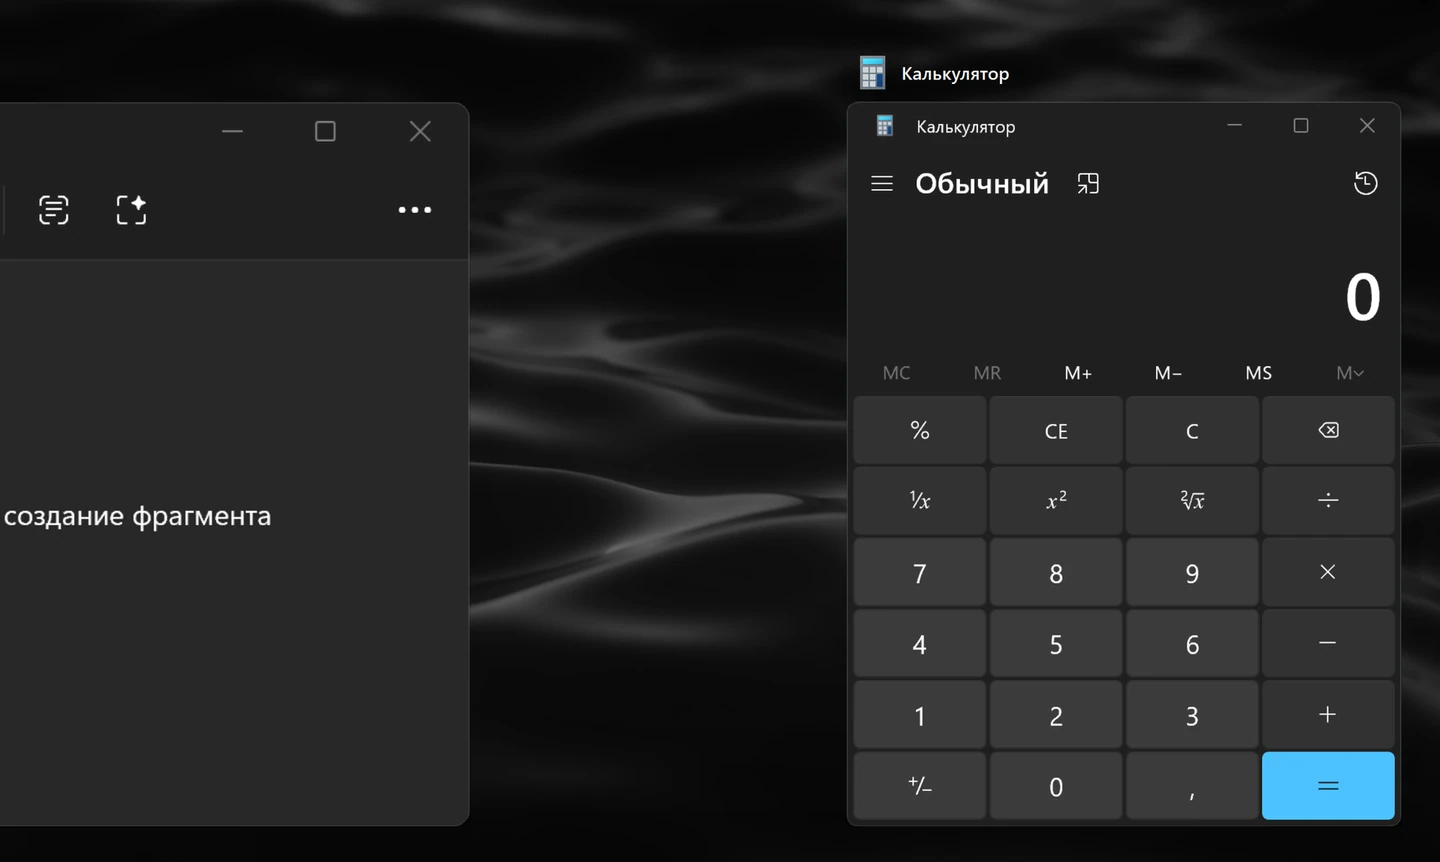 Калькулятор
Калькулятор
Обычный
0
MC MR M+ M− MS M
% CE C
1/x x² ²√x ÷
7 8 9 ×
создание фрагмента
4 5 6 −
1 2 3 +
+/− 0 , =